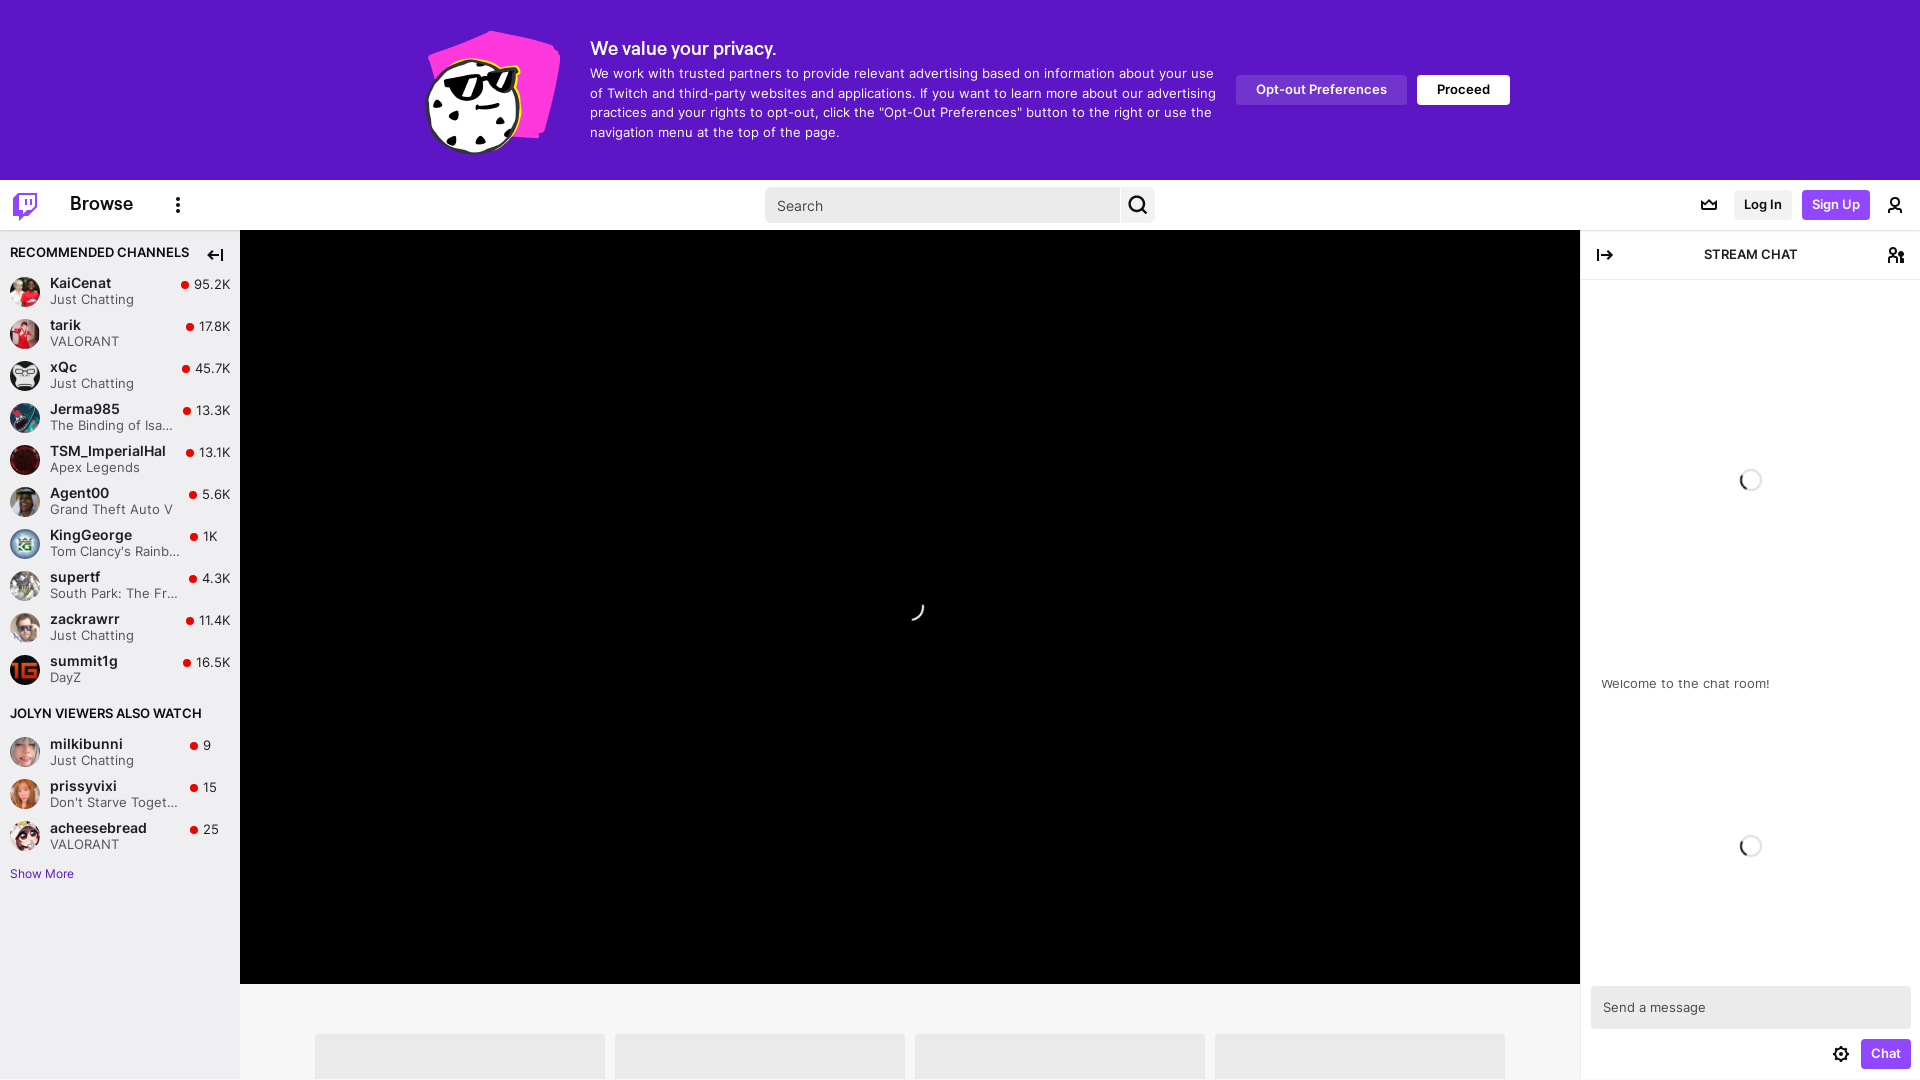 We value your privacy.
We work with trusted partners to provide relevant advertising based on information about your use
of Twitch and third-party websites and applications. If you want to learn more about our advertising
practices and your rights to opt-out, click the "Opt-Out Preferences" button to the right or use the
navigation menu at the top of the page.
Opt-out Preferences
Proceed
Browse
Search
Log In
Sign Up
RECOMMENDED CHANNELS
KaiCenat
95.2K
Just Chatting
tarik
17.8K
VALORANT
xQc
45.7K
Just Chatting
Jerma985
13.3K
The Binding of Isa...
TSM_ImperialHal
13.1K
Apex Legends
Agent00
5.6K
Grand Theft Auto V
KingGeorge
1K
Tom Clancy's Rainb...
supertf
4.3K
South Park: The Fr...
zackrawrr
11.4K
Just Chatting
1G
summit1g
16.5K
DayZ
JOLYN VIEWERS ALSO WATCH
milkibunni
9
Just Chatting
prissyvixi
15
Don't Starve Toget...
acheesebread
25
VALORANT
Show More
STREAM CHAT
Welcome to the chat room!
Send a message
Chat